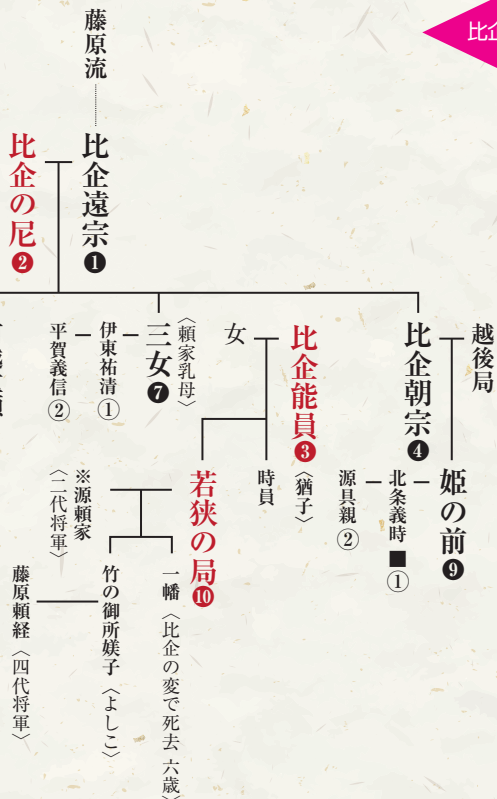 比企
藤原流
比企遠宗❶
比企の尼❷
越後局
比企朝宗❹
姫の前❾
北条義時 ■①
源具親②
比企能員❸〈猶子〉
女
時員
若狭の局❿
※源頼家
〈二代将軍〉
一幡〈比企の変で死去 六歳〉
竹の御所媄子〈よしこ〉
藤原頼経〈四代将軍〉
〈頼家乳母〉
三女❼
伊東祐清①
平賀義信②